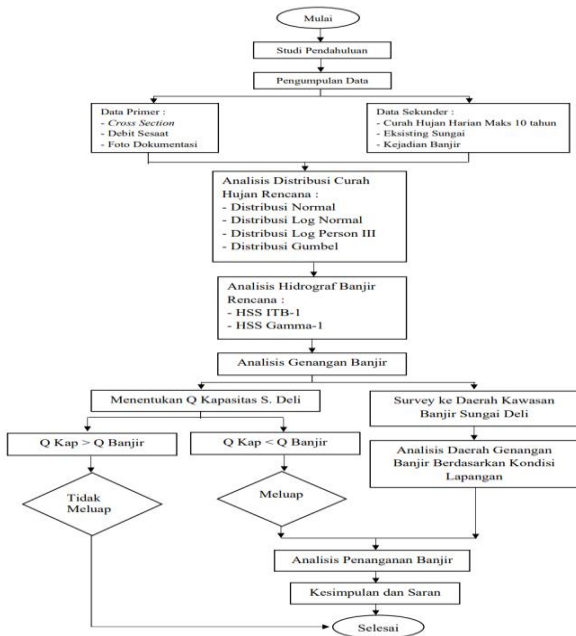 Mulai
Studi Pendahuluan
Pengumpulan Data
Data Primer :
- Cross Section
- Debit Sesaat
- Foto Dokumentasi
Data Sekunder :
- Curah Hujan Harian Maks 10 tahun
- Eksisting Sungai
- Kejadian Banjir
Analisis Distribusi Curah
Hujan Rencana :
- Distribusi Normal
- Distribusi Log Normal
- Distribusi Log Person III
- Distribusi Gumbel
Analisis Hidrograf Banjir
Rencana :
- HSS ITB-1
- HSS Gamma-1
Analisis Genangan Banjir
Menentukan Q Kapasitas S. Deli
Survey ke Daerah Kawasan
Banjir Sungai Deli
Q Kap > Q Banjir
Q Kap < Q Banjir
Analisis Daerah Genangan
Banjir Berdasarkan Kondisi
Lapangan
Tidak
Meluap
Meluap
Analisis Penanganan Banjir
Kesimpulan dan Saran
Selesai